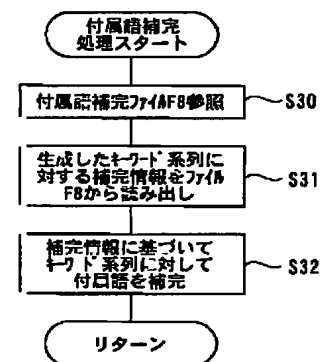 付属語補完
処理スタート
付属語補完ファイルF8参照
S30
生成したキーワード系列に
対する補完情報をファイル
F8から読み出し
S31
補完情報に基づいて
キーワード系列に対して
付属語を補完
S32
リターン